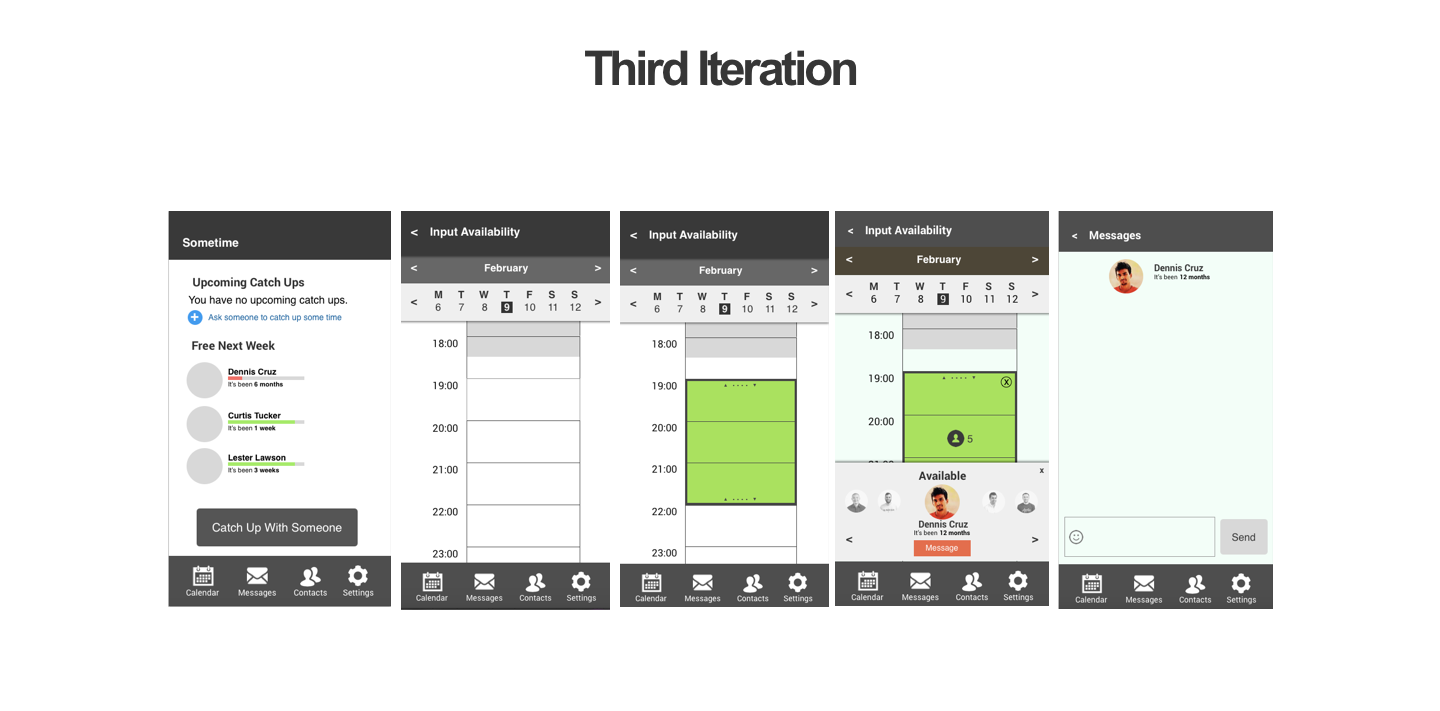 Third Iteration
Sometime
Upcoming Catch Ups
You have no upcoming catch ups.
Ask someone to catch up some time
Free Next Week
Dennis Cruz
It's been 6 months
Curtis Tucker
It's been 1 week
Lester Lawson
It's been 3 weeks
Catch Up With Someone
Calendar Messages Contacts Settings
< Input Availability
< February >
M T W T F S S
< 6 7 8 9 10 11 12 >
18:00
19:00
20:00
21:00
22:00
23:00
Calendar Messages Contacts Settings
< Input Availability
< February >
M T W T F S S
< 6 7 8 9 10 11 12 >
18:00
19:00
20:00
21:00
22:00
23:00
Calendar Messages Contacts Settings
< Input Availability
< February >
M T W T F S S
< 6 7 8 9 10 11 12 >
18:00
19:00
X
20:00
5
x
Available
Dennis Cruz
It's been 12 months
< >
Message
Calendar Messages Contacts Settings
< Messages
Dennis Cruz
It's been 12 months
Send
Calendar Messages Contacts Settings